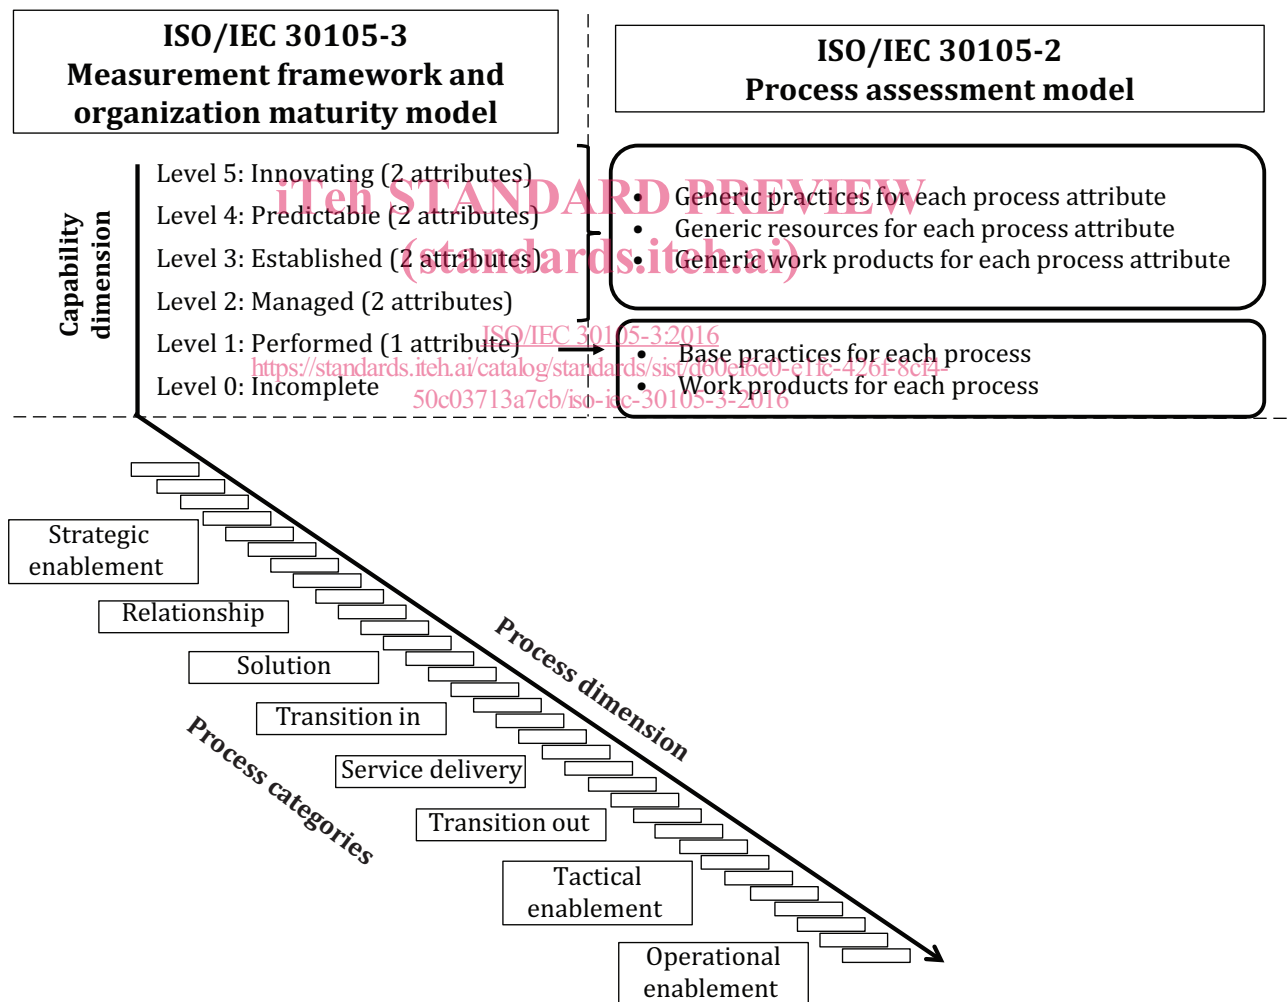 ISO/IEC 30105-3
Measurement framework and
organization maturity model
ISO/IEC 30105-2
Process assessment model
Capability
dimension
Level 5: Innovating (2 attributes)
Level 4: Predictable (2 attributes)
Level 3: Established (2 attributes)
Level 2: Managed (2 attributes)
Level 1: Performed (1 attribute)
Level 0: Incomplete
• Generic practices for each process attribute
• Generic resources for each process attribute
• Generic work products for each process attribute
• Base practices for each process
• Work products for each process
iTeh STANDARD PREVIEW
(standards.iteh.ai)
ISO/IEC 30105-3:2016
https://standards.iteh.ai/catalog/standards/sist/d60ef6e0-e1fc-426f-8cf4-
50c03713a7cb/iso-iec-30105-3-2016
Strategic
enablement
Relationship
Solution
Transition in
Service delivery
Transition out
Tactical
enablement
Operational
enablement
Process dimension
Process categories